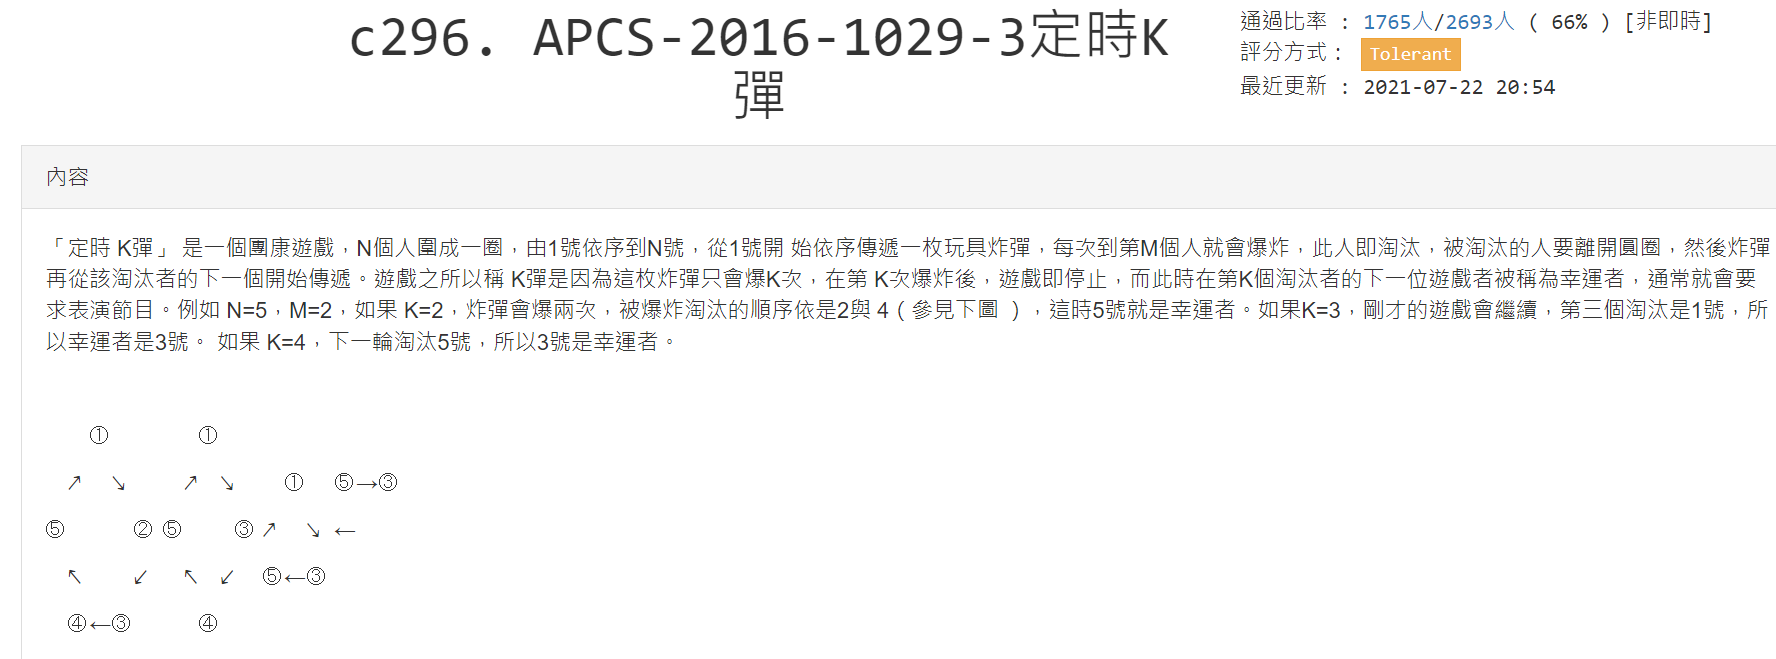 c296. APCS-2016-1029-3定時K
彈
通過比率 : 1765人/2693人 ( 66% ) [非即時]
評分方式: Tolerant
最近更新 : 2021-07-22 20:54
內容
「定時 K彈」 是一個團康遊戲，N個人圍成一圈，由1號依序到N號，從1號開 始依序傳遞一枚玩具炸彈，每次到第M個人就會爆炸，此人即淘汰，被淘汰的人要離開圓圈，然後炸彈
再從該淘汰者的下一個開始傳遞。遊戲之所以稱 K彈是因為這枚炸彈只會爆K次，在第 K次爆炸後，遊戲即停止，而此時在第K個淘汰者的下一位遊戲者被稱為幸運者，通常就會要
求表演節目。例如 N=5，M=2，如果 K=2，炸彈會爆兩次，被爆炸淘汰的順序依是2與 4（參見下圖 ），這時5號就是幸運者。如果K=3，剛才的遊戲會繼續，第三個淘汰是1號，所
以幸運者是3號。 如果 K=4，下一輪淘汰5號，所以3號是幸運者。
① ①
↗ ↘ ↗ ↘ ① ⑤→③
⑤ ② ⑤ ③ ↗ ↘ ←
↖ ↙ ↖ ↙ ⑤←③
④←③ ④